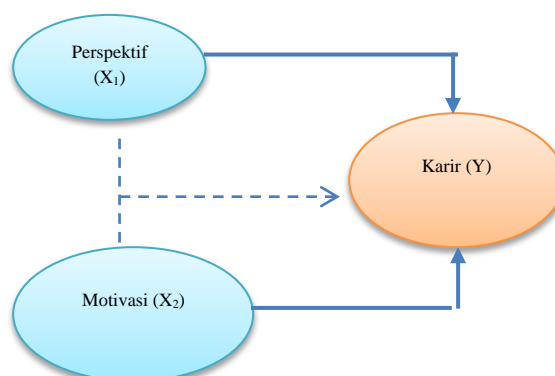 Perspektif
(X₁)
Karir (Y)
Motivasi (X₂)